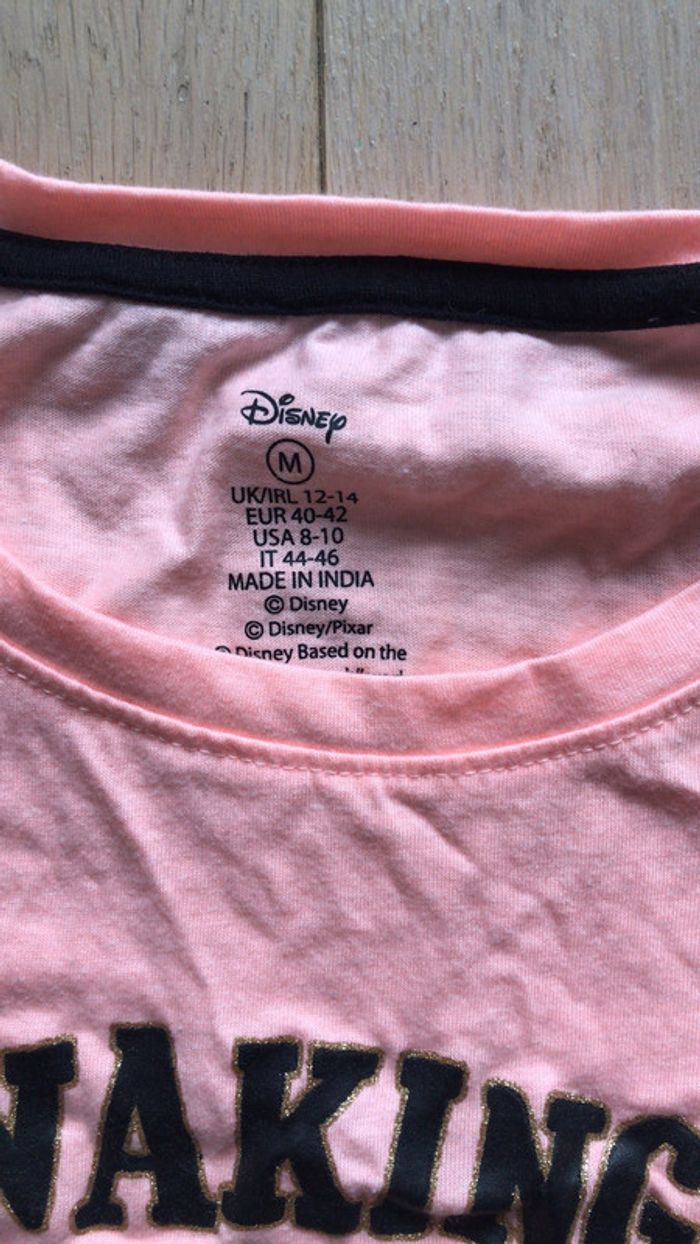 Disney
M
UK/IRL 12-14
EUR 40-42
USA 8-10
IT 44-46
MADE IN INDIA
© Disney
© Disney/Pixar
© Disney Based on the
WAKING